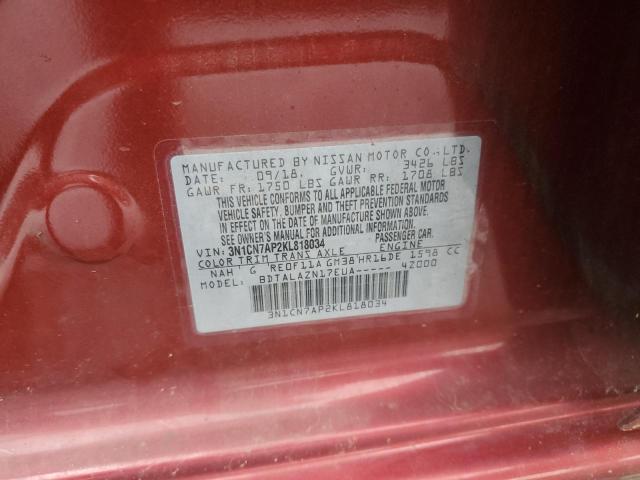 MANUFACTURED BY NISSAN MOTOR CO.,LTD.
DATE: 09/18. GVWR: 3426 LBS
GAWR FR: 1750 LBS GAWR RR: 1708 LBS
THIS VEHICLE CONFORMS TO ALL APPLICABLE FEDERAL MOTOR
VEHICLE SAFETY, BUMPER AND THEFT PREVENTION STANDARDS
IN EFFECT ON THE DATE OF MANUFACTURE SHOWN ABOVE.
SEE OWNER'S MANUAL FOR ADDITIONAL INFORMATION
VIN: 3N1CN7AP2KL818034 PASSENGER CAR
COLOR TRIM TRANS AXLE ENGINE
NAH G RE0F11A GM38 HR16DE 1598 CC
MODEL: BDTALAZN17EUA----- 42000
3N1CN7AP2KL818034